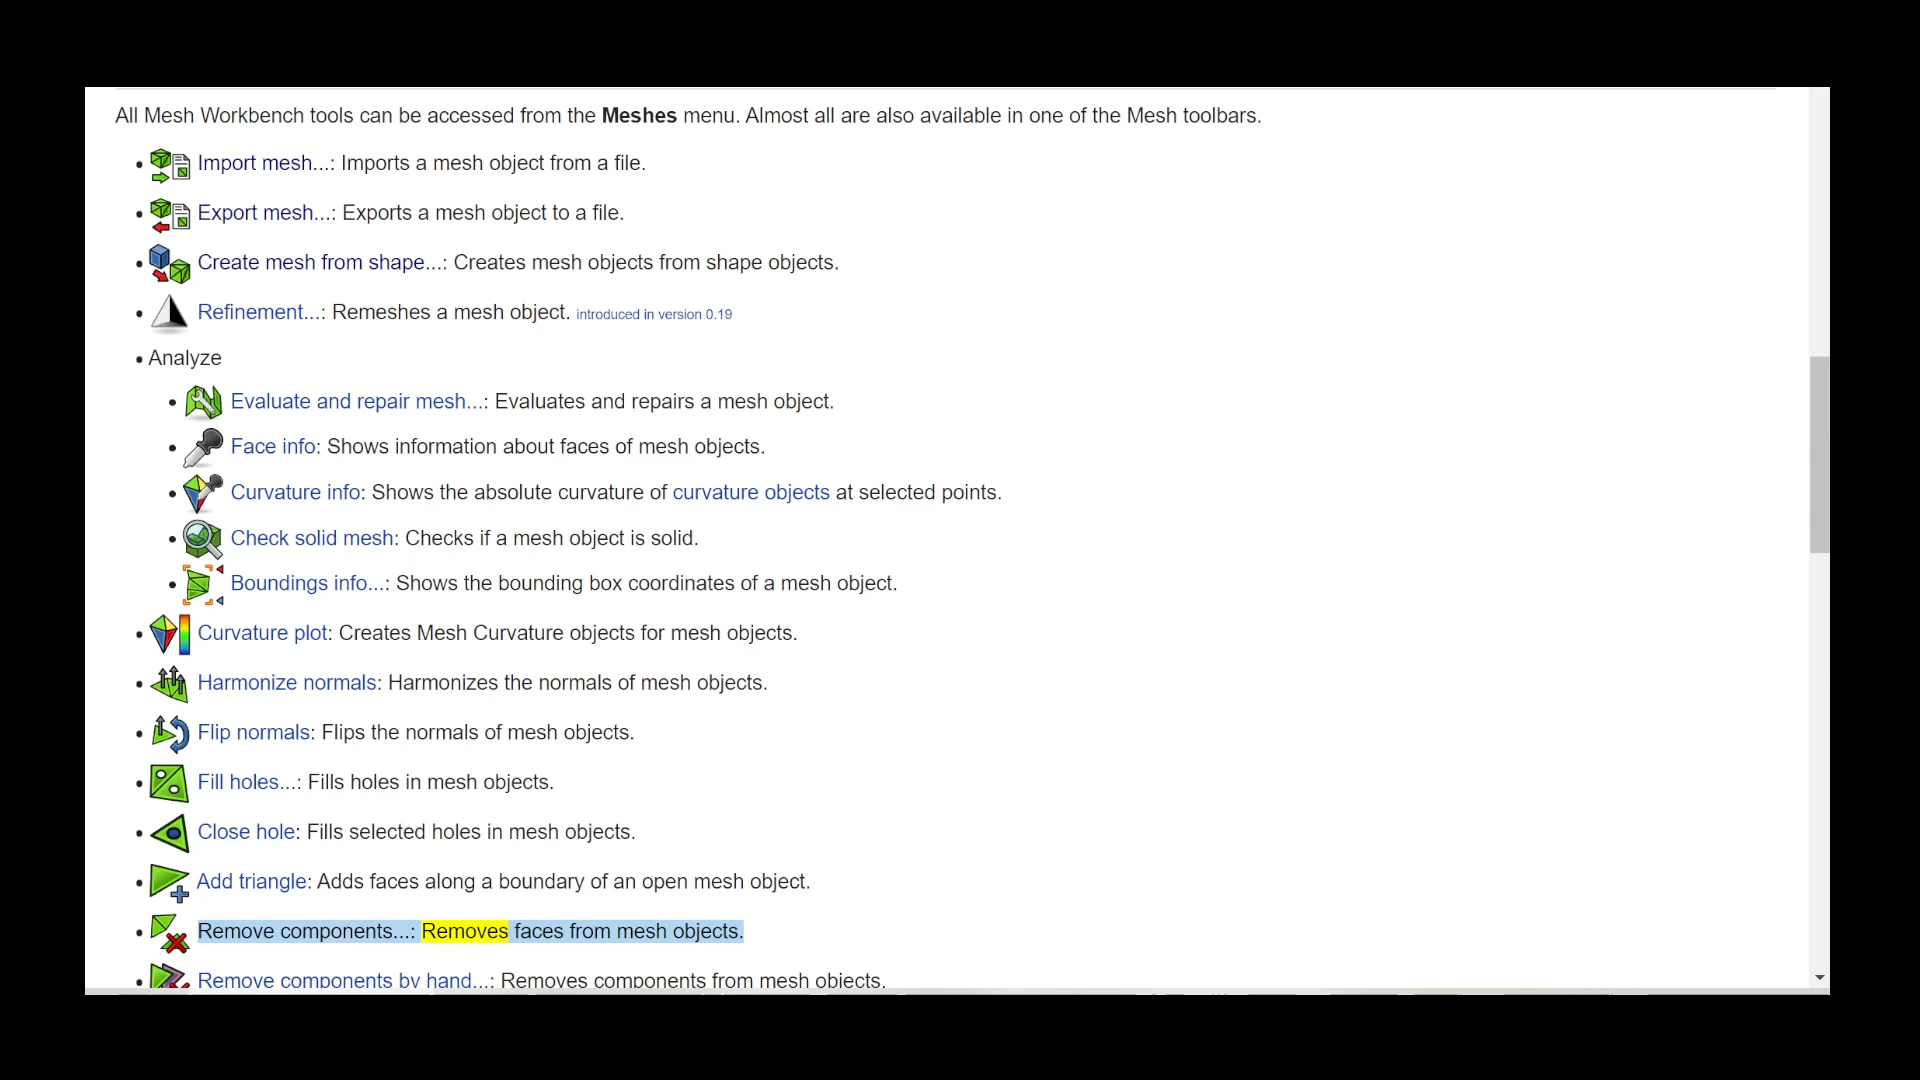 All Mesh Workbench tools can be accessed from the Meshes menu. Almost all are also available in one of the Mesh toolbars.
Import mesh...: Imports a mesh object from a file.
Export mesh...: Exports a mesh object to a file.
Create mesh from shape...: Creates mesh objects from shape objects.
Refinement...: Remeshes a mesh object. introduced in version 0.19
Analyze
Evaluate and repair mesh...: Evaluates and repairs a mesh object.
Face info: Shows information about faces of mesh objects.
Curvature info: Shows the absolute curvature of curvature objects at selected points.
Check solid mesh: Checks if a mesh object is solid.
Boundings info...: Shows the bounding box coordinates of a mesh object.
Curvature plot: Creates Mesh Curvature objects for mesh objects.
Harmonize normals: Harmonizes the normals of mesh objects.
Flip normals: Flips the normals of mesh objects.
Fill holes...: Fills holes in mesh objects.
Close hole: Fills selected holes in mesh objects.
Add triangle: Adds faces along a boundary of an open mesh object.
Remove components...: Removes faces from mesh objects.
Remove components by hand...: Removes components from mesh objects.